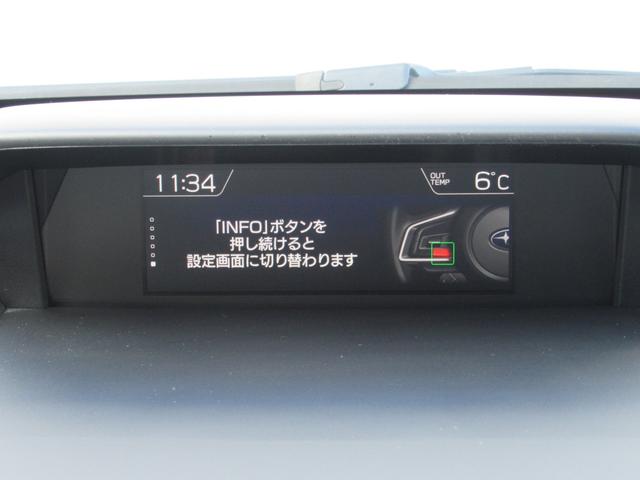 11:34
OUT
TEMP
6℃
「INFO」ボタンを
押し続けると
設定画面に切り替わります